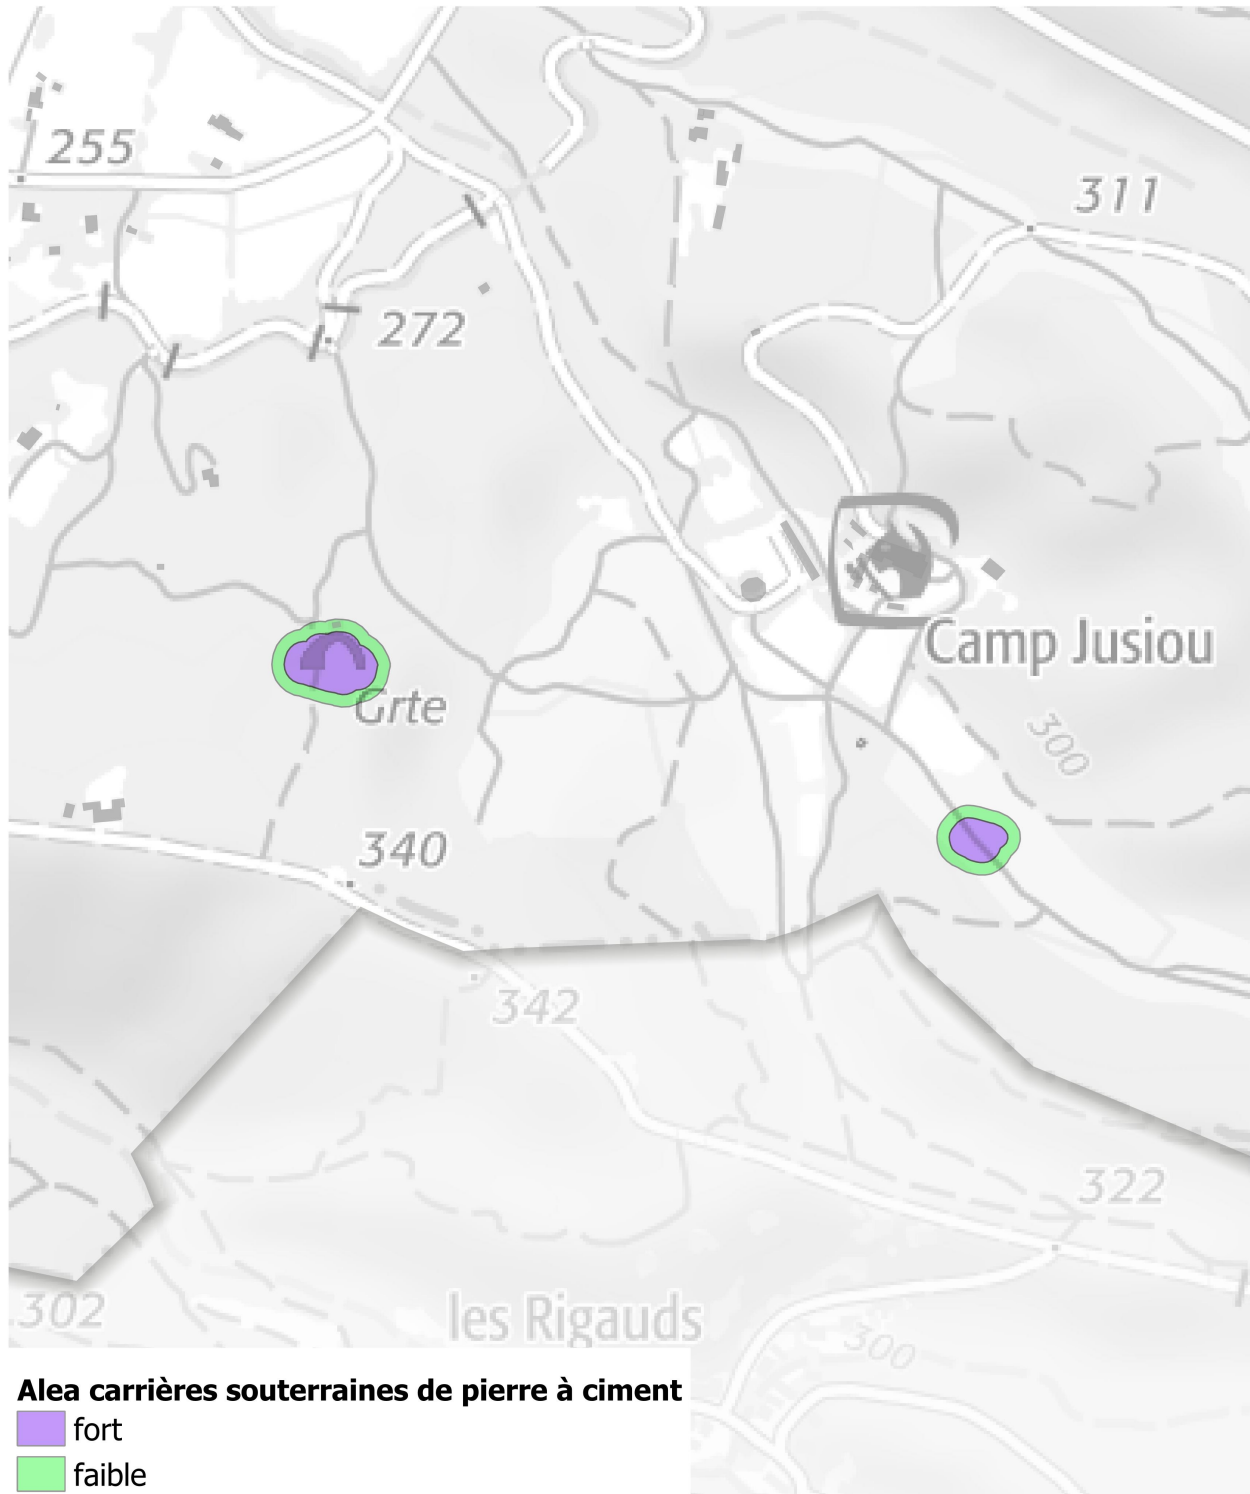 255
311
272
Camp Jusiou
Grte
300
340
342
322
302
les Rigauds
300
Alea carrières souterraines de pierre à ciment
fort
faible